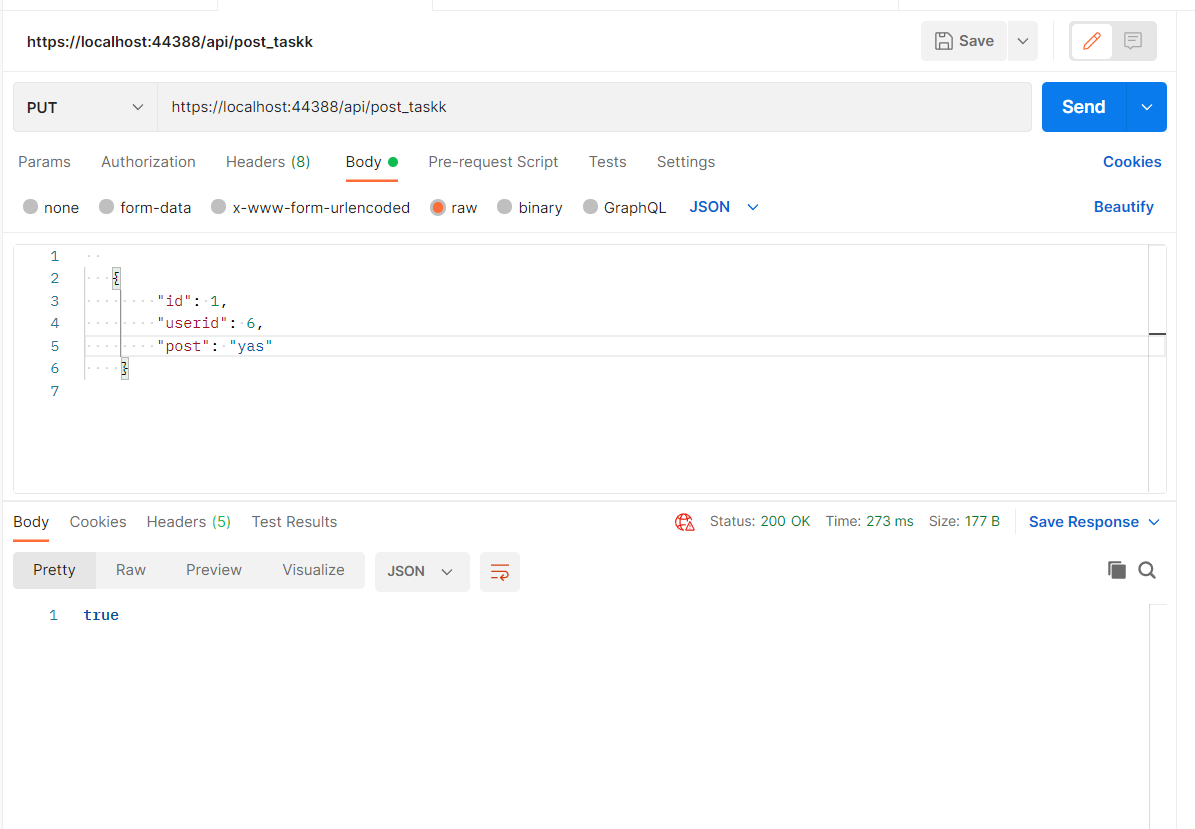 https://localhost:44388/api/post_taskk Save
PUT https://localhost:44388/api/post_taskk Send
Params Authorization Headers (8) Body Pre-request Script Tests Settings Cookies
none form-data x-www-form-urlencoded raw binary GraphQL JSON Beautify
1
2 {
3 "id": 1,
4 "userid": 6,
5 "post": "yas"
6 }
7
Body Cookies Headers (5) Test Results Status: 200 OK Time: 273 ms Size: 177 B Save Response
Pretty Raw Preview Visualize JSON
1 true